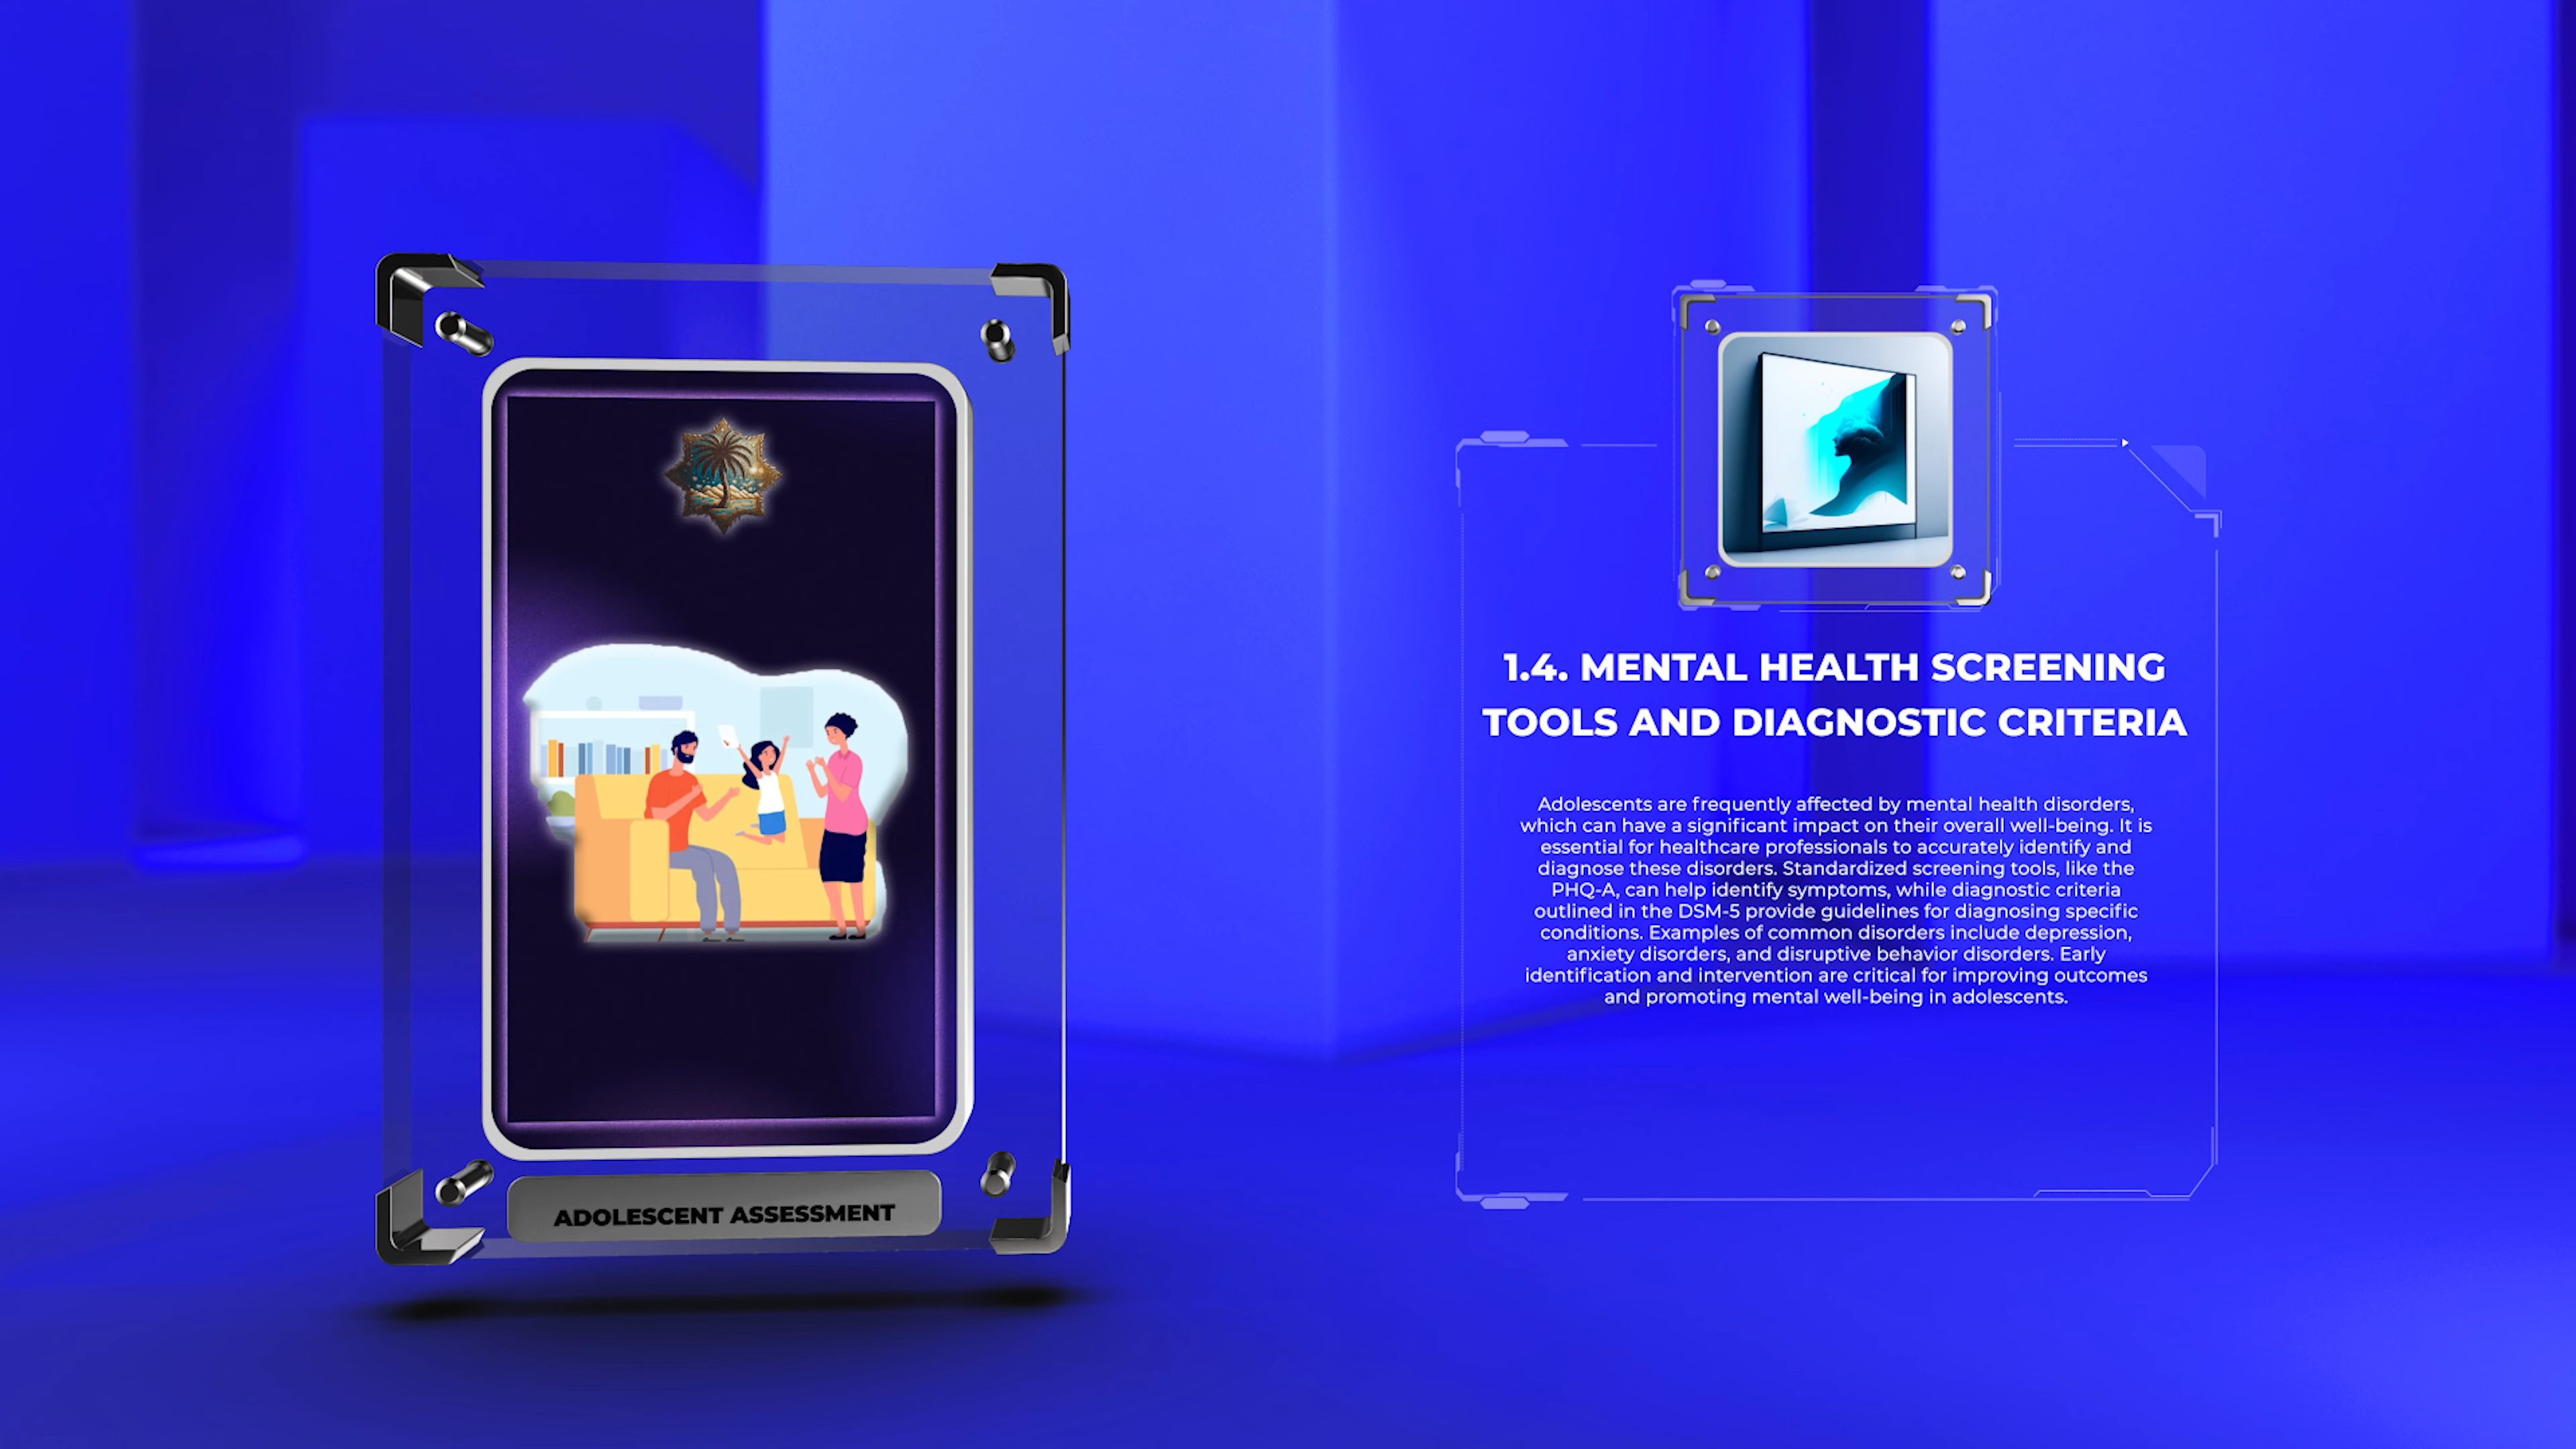 ADOLESCENT ASSESSMENT
1.4. MENTAL HEALTH SCREENING
TOOLS AND DIAGNOSTIC CRITERIA
Adolescents are frequently affected by mental health disorders,
which can have a significant impact on their overall well-being. It is
essential for healthcare professionals to accurately identify and
diagnose these disorders. Standardized screening tools, like the
PHQ-A, can help identify symptoms, while diagnostic criteria
outlined in the DSM-5 provide guidelines for diagnosing specific
conditions. Examples of common disorders include depression,
anxiety disorders, and disruptive behavior disorders. Early
identification and intervention are critical for improving outcomes
and promoting mental well-being in adolescents.